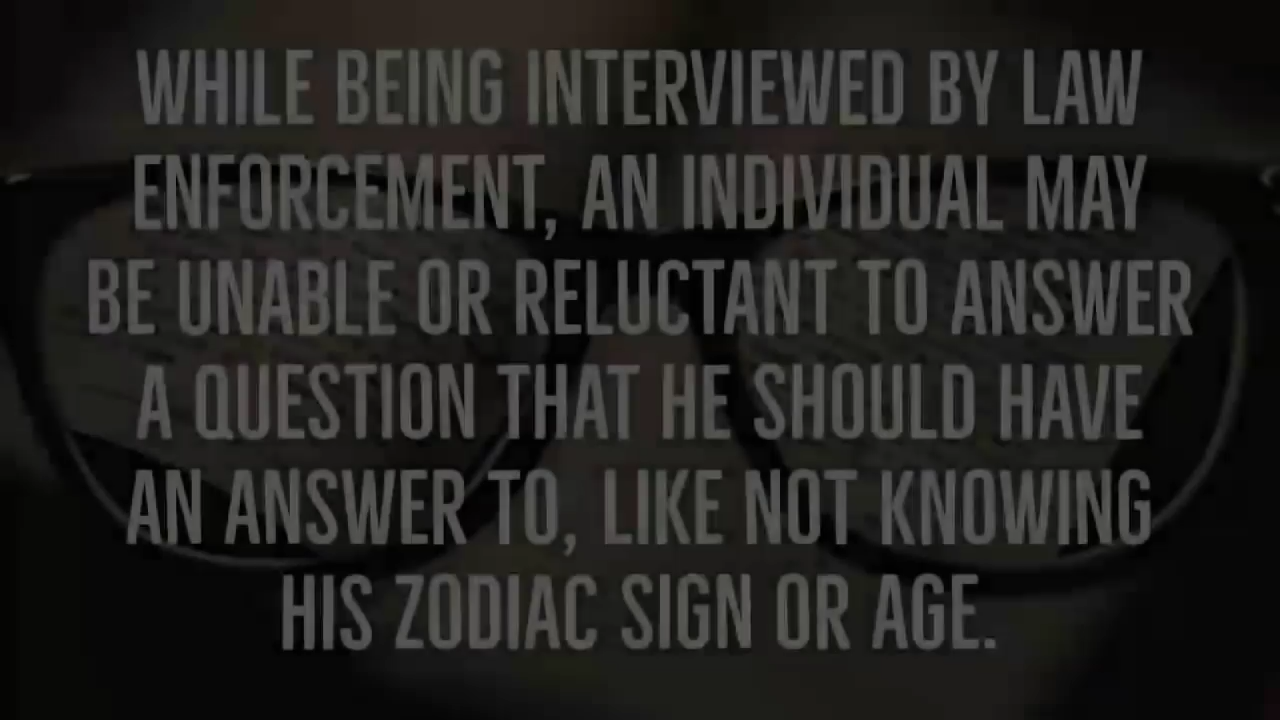 WHILE BEING INTERVIEWED BY LAW
ENFORCEMENT, AN INDIVIDUAL MAY
BE UNABLE OR RELUCTANT TO ANSWER
A QUESTION THAT HE SHOULD HAVE
AN ANSWER TO, LIKE NOT KNOWING
HIS ZODIAC SIGN OR AGE.